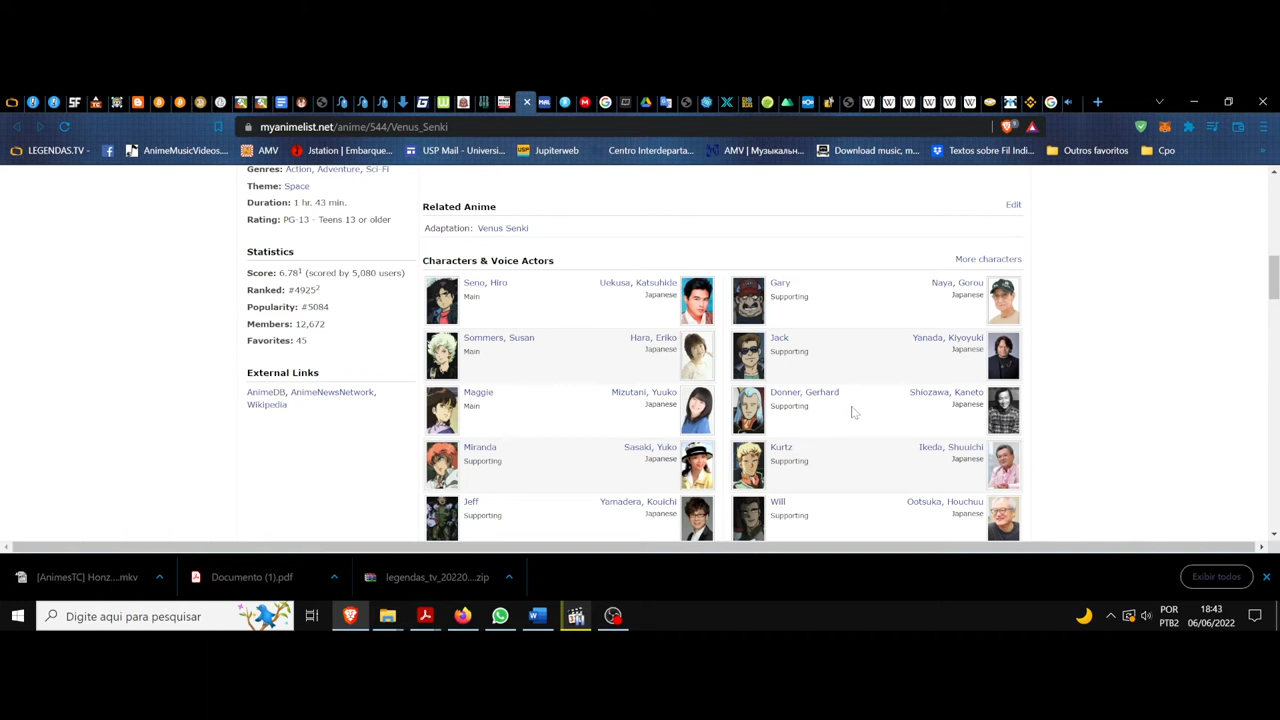 myanimelist.net/anime/544/Venus_Senki
9
LEGENDAS.TV -
AnimeMusicVideos...
AMV
Jstation | Embarque...
USP Mail - Universi...
Jupiterweb
Centro Interdeparta...
AMV | Музыкальн...
Download music, m...
Textos sobre Fil Indi...
Outros favoritos
Cpo
Genres: Action, Adventure, Sci-Fi
Theme: Space
Duration: 1 hr. 43 min.
Rating: PG-13 - Teens 13 or older
Statistics
Score: 6.78¹ (scored by 5,080 users)
Ranked: #4925²
Popularity: #5084
Members: 12,672
Favorites: 45
External Links
AnimeDB, AnimeNewsNetwork,
Wikipedia
Related Anime
Edit
Adaptation: Venus Senki
Characters & Voice Actors
More characters
Seno, Hiro
Main
Uekusa, Katsuhide
Japanese
Gary
Supporting
Naya, Gorou
Japanese
Sommers, Susan
Main
Hara, Eriko
Japanese
Jack
Supporting
Yanada, Kiyoyuki
Japanese
Maggie
Main
Mizutani, Yuuko
Japanese
Donner, Gerhard
Supporting
Shiozawa, Kaneto
Japanese
Miranda
Supporting
Sasaki, Yuko
Japanese
Kurtz
Supporting
Ikeda, Shuuichi
Japanese
Jeff
Supporting
Yamadera, Kouichi
Japanese
Will
Supporting
Ootsuka, Houchuu
Japanese
[AnimesTC] Honz....mkv
Documento (1).pdf
legendas_tv_20220....zip
Exibir todos
Digite aqui para pesquisar
POR
PTB2
18:43
06/06/2022